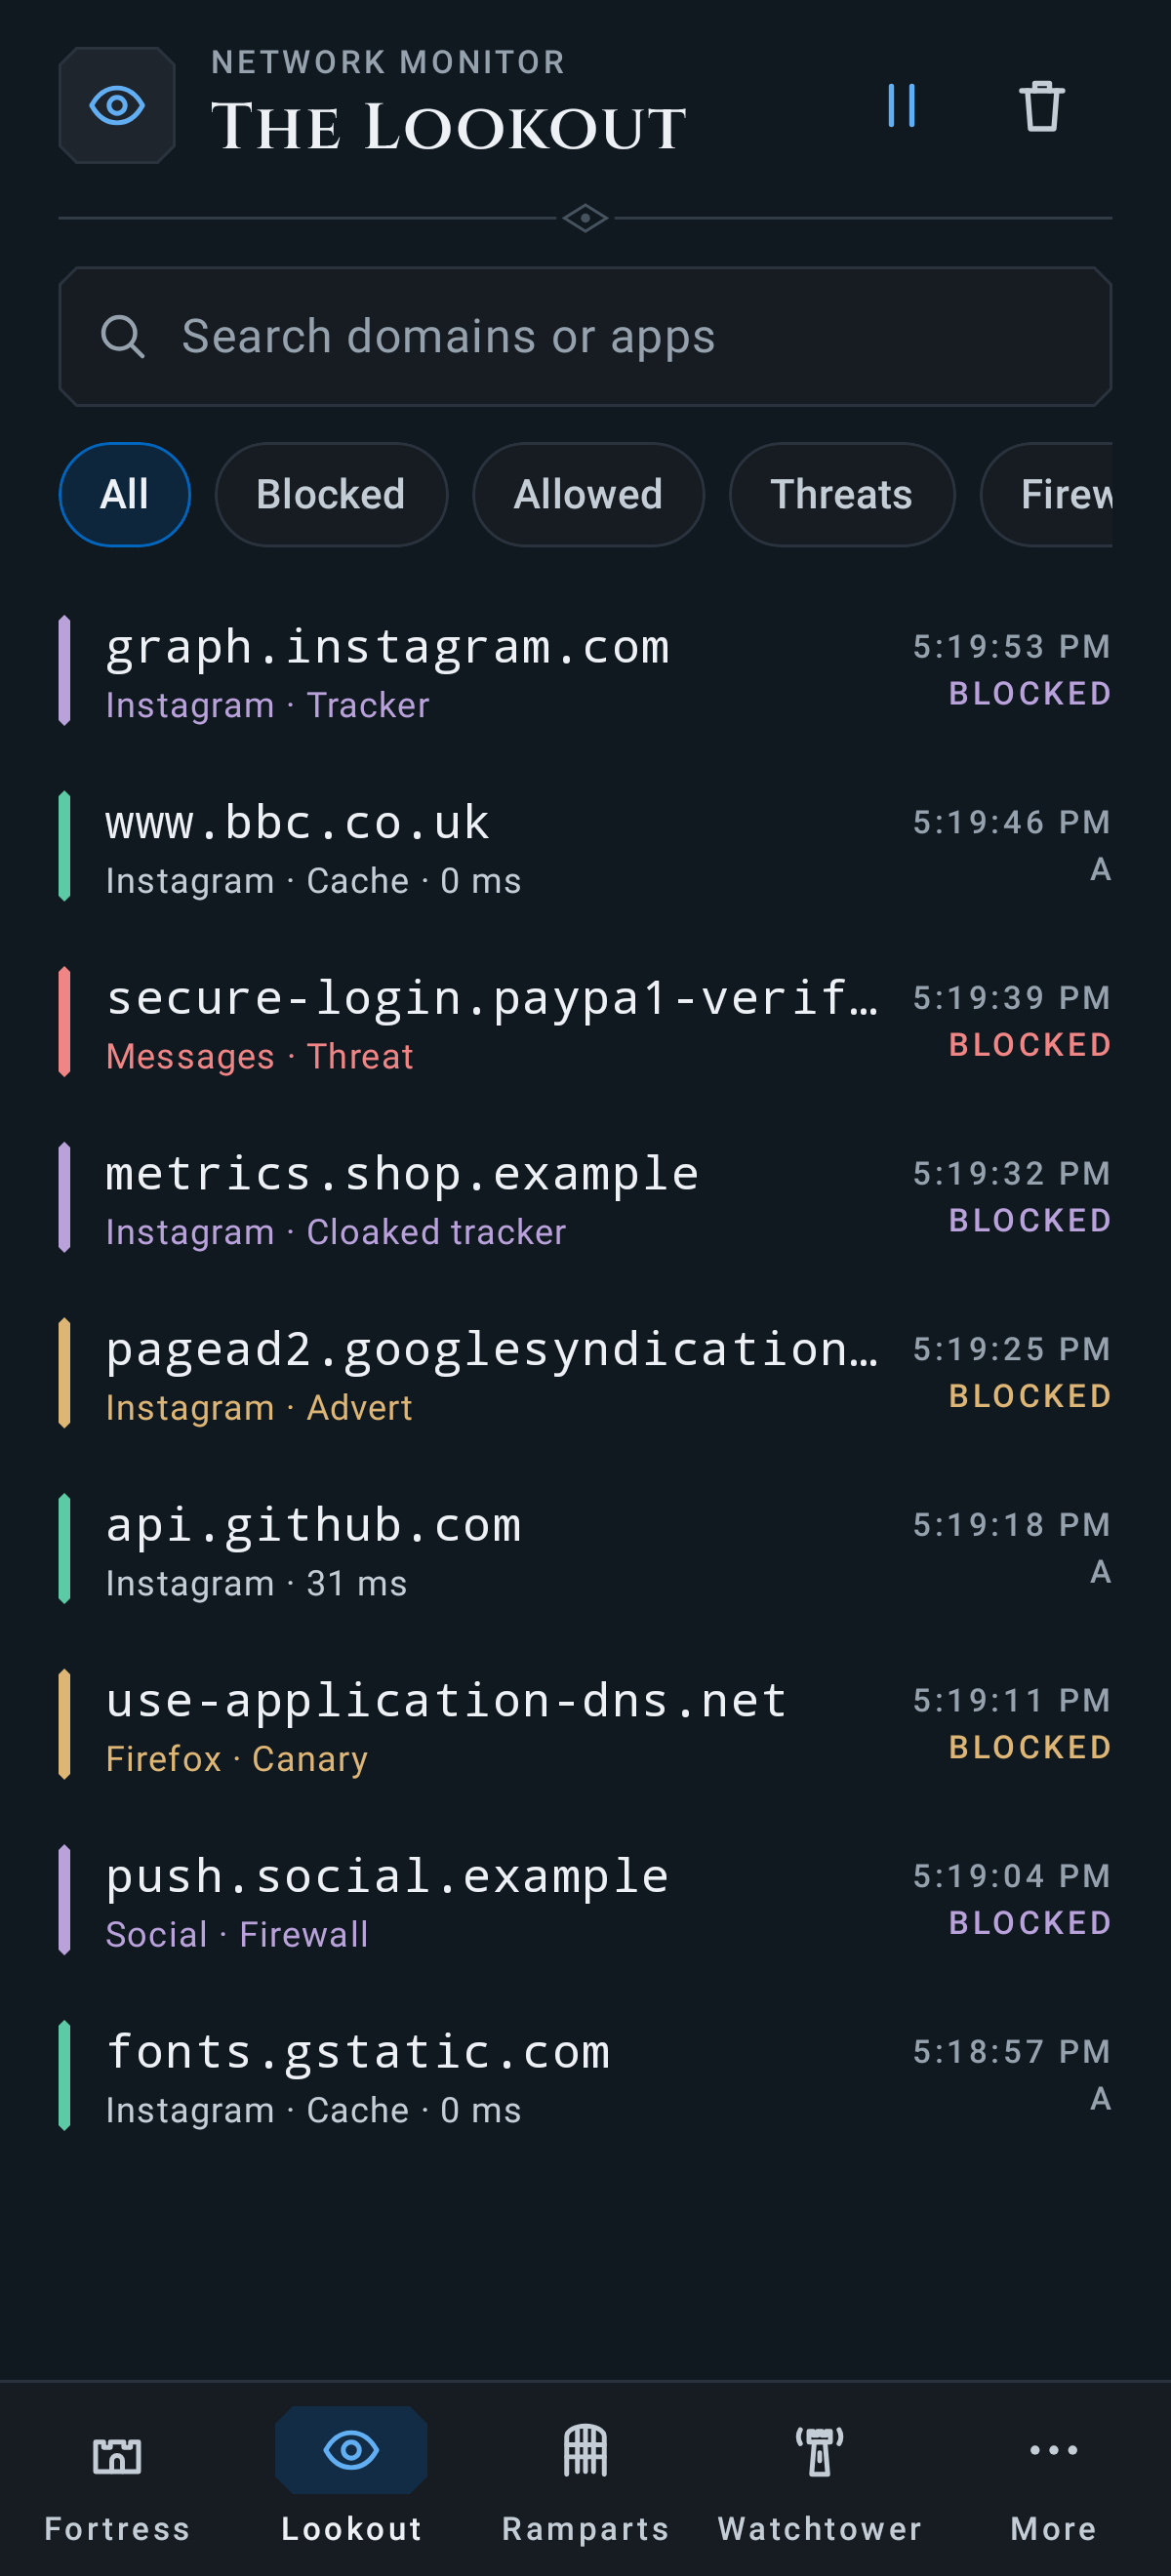 NETWORK MONITOR
THE LOOKOUT
Search domains or apps
All Blocked Allowed Threats Firew
graph.instagram.com 5:19:53 PM
Instagram · Tracker BLOCKED
www.bbc.co.uk 5:19:46 PM
Instagram · Cache · 0 ms A
secure-login.paypa1-verif… 5:19:39 PM
Messages · Threat BLOCKED
metrics.shop.example 5:19:32 PM
Instagram · Cloaked tracker BLOCKED
pagead2.googlesyndication… 5:19:25 PM
Instagram · Advert BLOCKED
api.github.com 5:19:18 PM
Instagram · 31 ms A
use-application-dns.net 5:19:11 PM
Firefox · Canary BLOCKED
push.social.example 5:19:04 PM
Social · Firewall BLOCKED
fonts.gstatic.com 5:18:57 PM
Instagram · Cache · 0 ms A
Fortress Lookout Ramparts Watchtower More